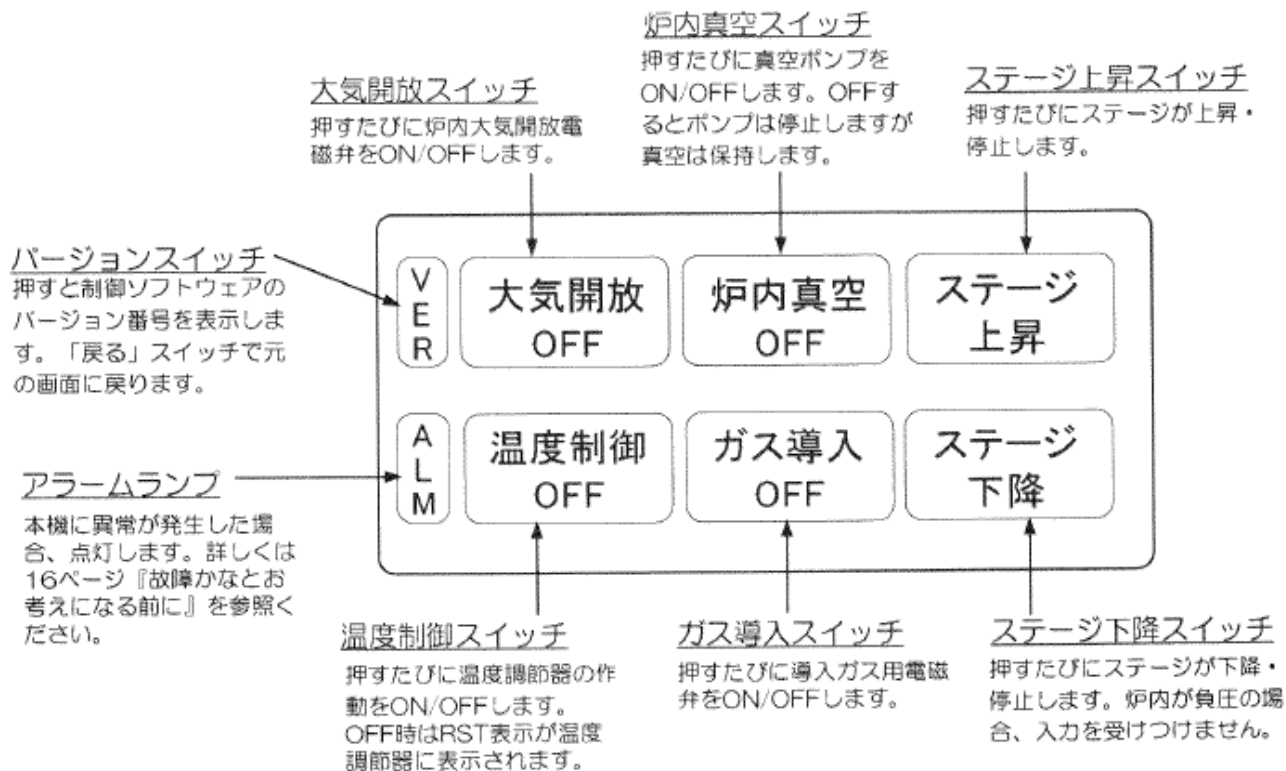 炉内真空スイッチ
押すたびに真空ポンプを
ON/OFFします。OFFす
るとポンプは停止しますが
真空は保持します。
大気開放スイッチ
押すたびに炉内大気開放電
磁弁をON/OFFします。
ステージ上昇スイッチ
押すたびにステージが上昇・
停止します。
バージョンスイッチ
押すと制御ソフトウェアの
バージョン番号を表示しま
す。「戻る」スイッチで元
の画面に戻ります。
VER
大気開放
OFF
炉内真空
OFF
ステージ
上昇
アラームランプ
本機に異常が発生した場
合、点灯します。詳しくは
16ページ『故障かなとお
考えになる前に』を参照く
ださい。
ALM
温度制御
OFF
ガス導入
OFF
ステージ
下降
温度制御スイッチ
押すたびに温度調節器の作
動をON/OFFします。
OFF時はRST表示が温度
調節器に表示されます。
ガス導入スイッチ
押すたびに導入ガス用電磁
弁をON/OFFします。
ステージ下降スイッチ
押すたびにステージが下降・
停止します。炉内が負圧の場
合、入力を受けつけません。